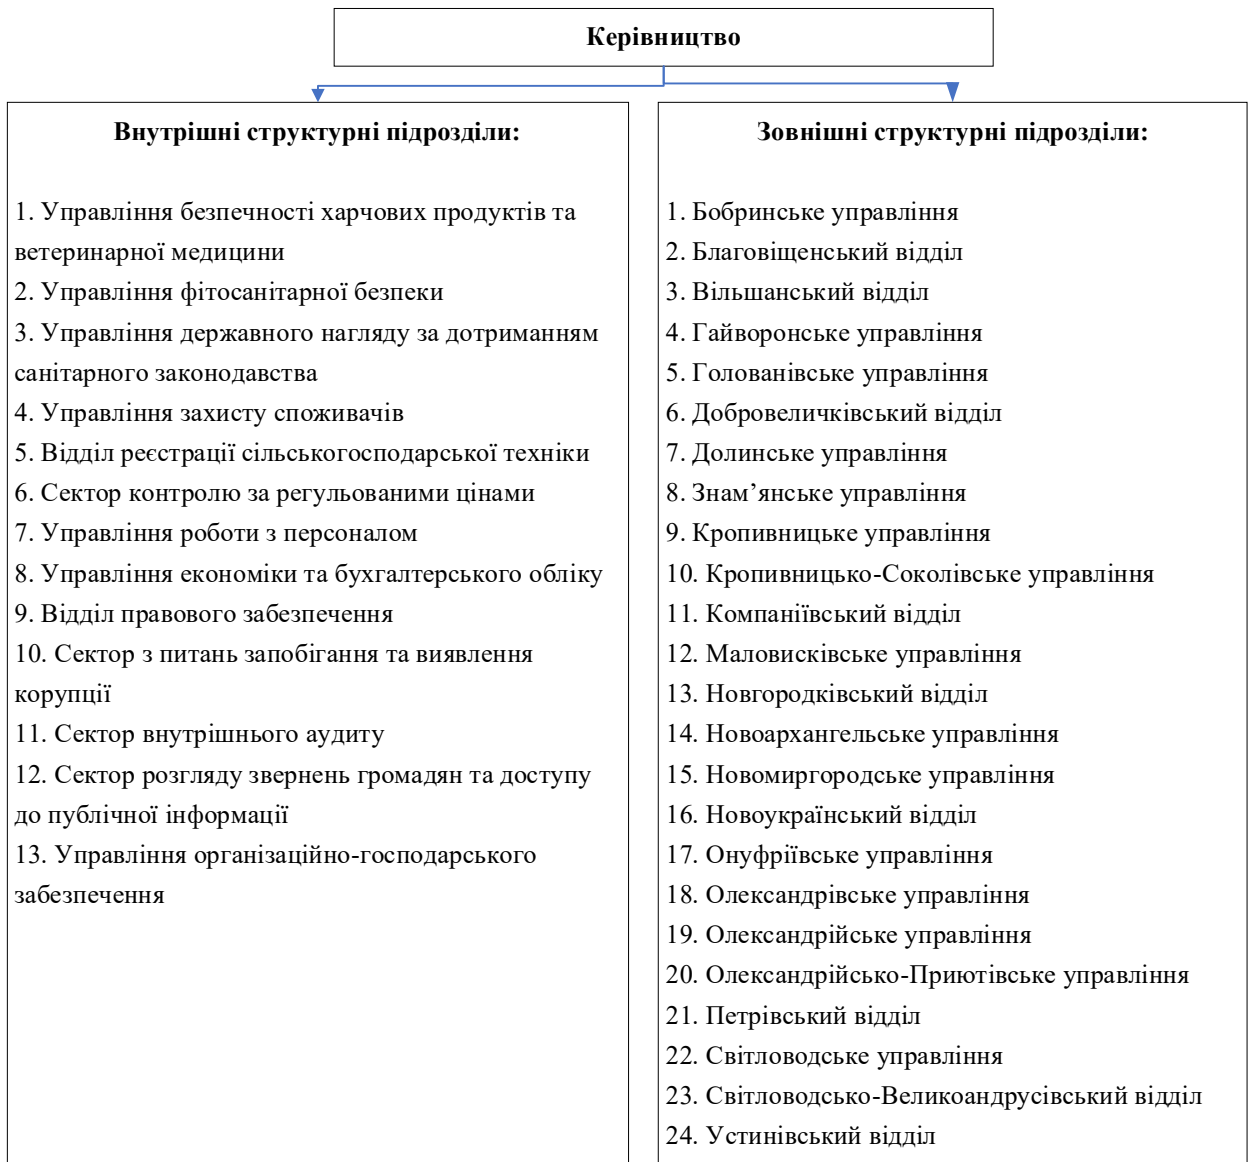 Керівництво
Внутрішні структурні підрозділи:
1. Управління безпечності харчових продуктів та
ветеринарної медицини
2. Управління фітосанітарної безпеки
3. Управління державного нагляду за дотриманням
санітарного законодавства
4. Управління захисту споживачів
5. Відділ реєстрації сільськогосподарської техніки
6. Сектор контролю за регульованими цінами
7. Управління роботи з персоналом
8. Управління економіки та бухгалтерського обліку
9. Відділ правового забезпечення
10. Сектор з питань запобігання та виявлення
корупції
11. Сектор внутрішнього аудиту
12. Сектор розгляду звернень громадян та доступу
до публічної інформації
13. Управління організаційно-господарського
забезпечення
Зовнішні структурні підрозділи:
1. Бобринське управління
2. Благовіщенський відділ
3. Вільшанський відділ
4. Гайворонське управління
5. Голованівське управління
6. Добровеличківський відділ
7. Долинське управління
8. Знам’янське управління
9. Кропивницьке управління
10. Кропивницько-Соколівське управління
11. Компаніївський відділ
12. Маловисківське управління
13. Новгородківський відділ
14. Новоархангельське управління
15. Новомиргородське управління
16. Новоукраїнський відділ
17. Онуфріївське управління
18. Олександрівське управління
19. Олександрійське управління
20. Олександрійсько-Приютівське управління
21. Петрівський відділ
22. Світловодське управління
23. Світловодсько-Великоандрусівський відділ
24. Устинівський відділ